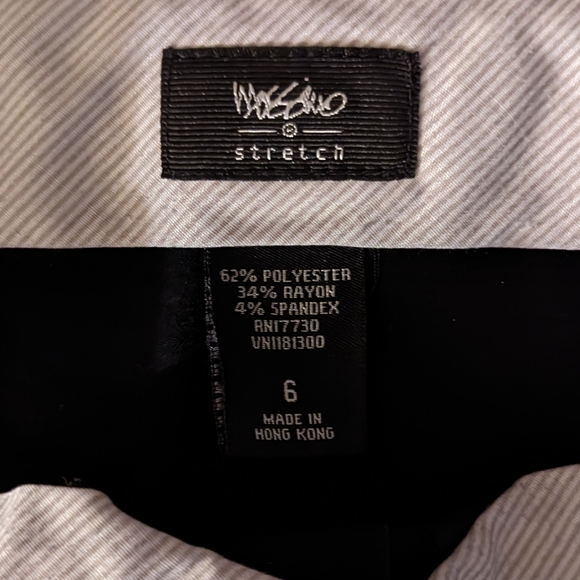 Mossimo
®
stretch
62% POLYESTER
34% RAYON
4% SPANDEX
RN17730
VN1181300
6
MADE IN
HONG KONG